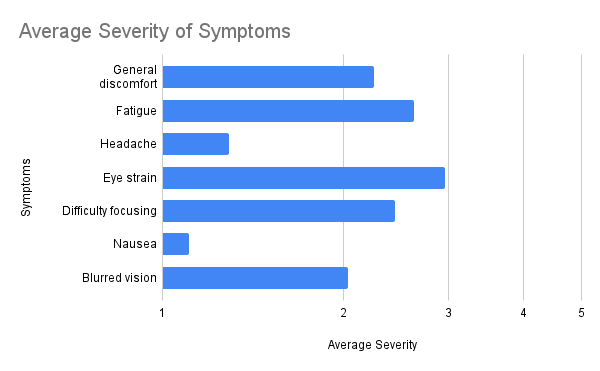 Average Severity of Symptoms
General
discomfort
Fatigue
Headache
Eye strain
Difficulty focusing
Nausea
Blurred vision
Symptoms
1 2 3 4 5
Average Severity